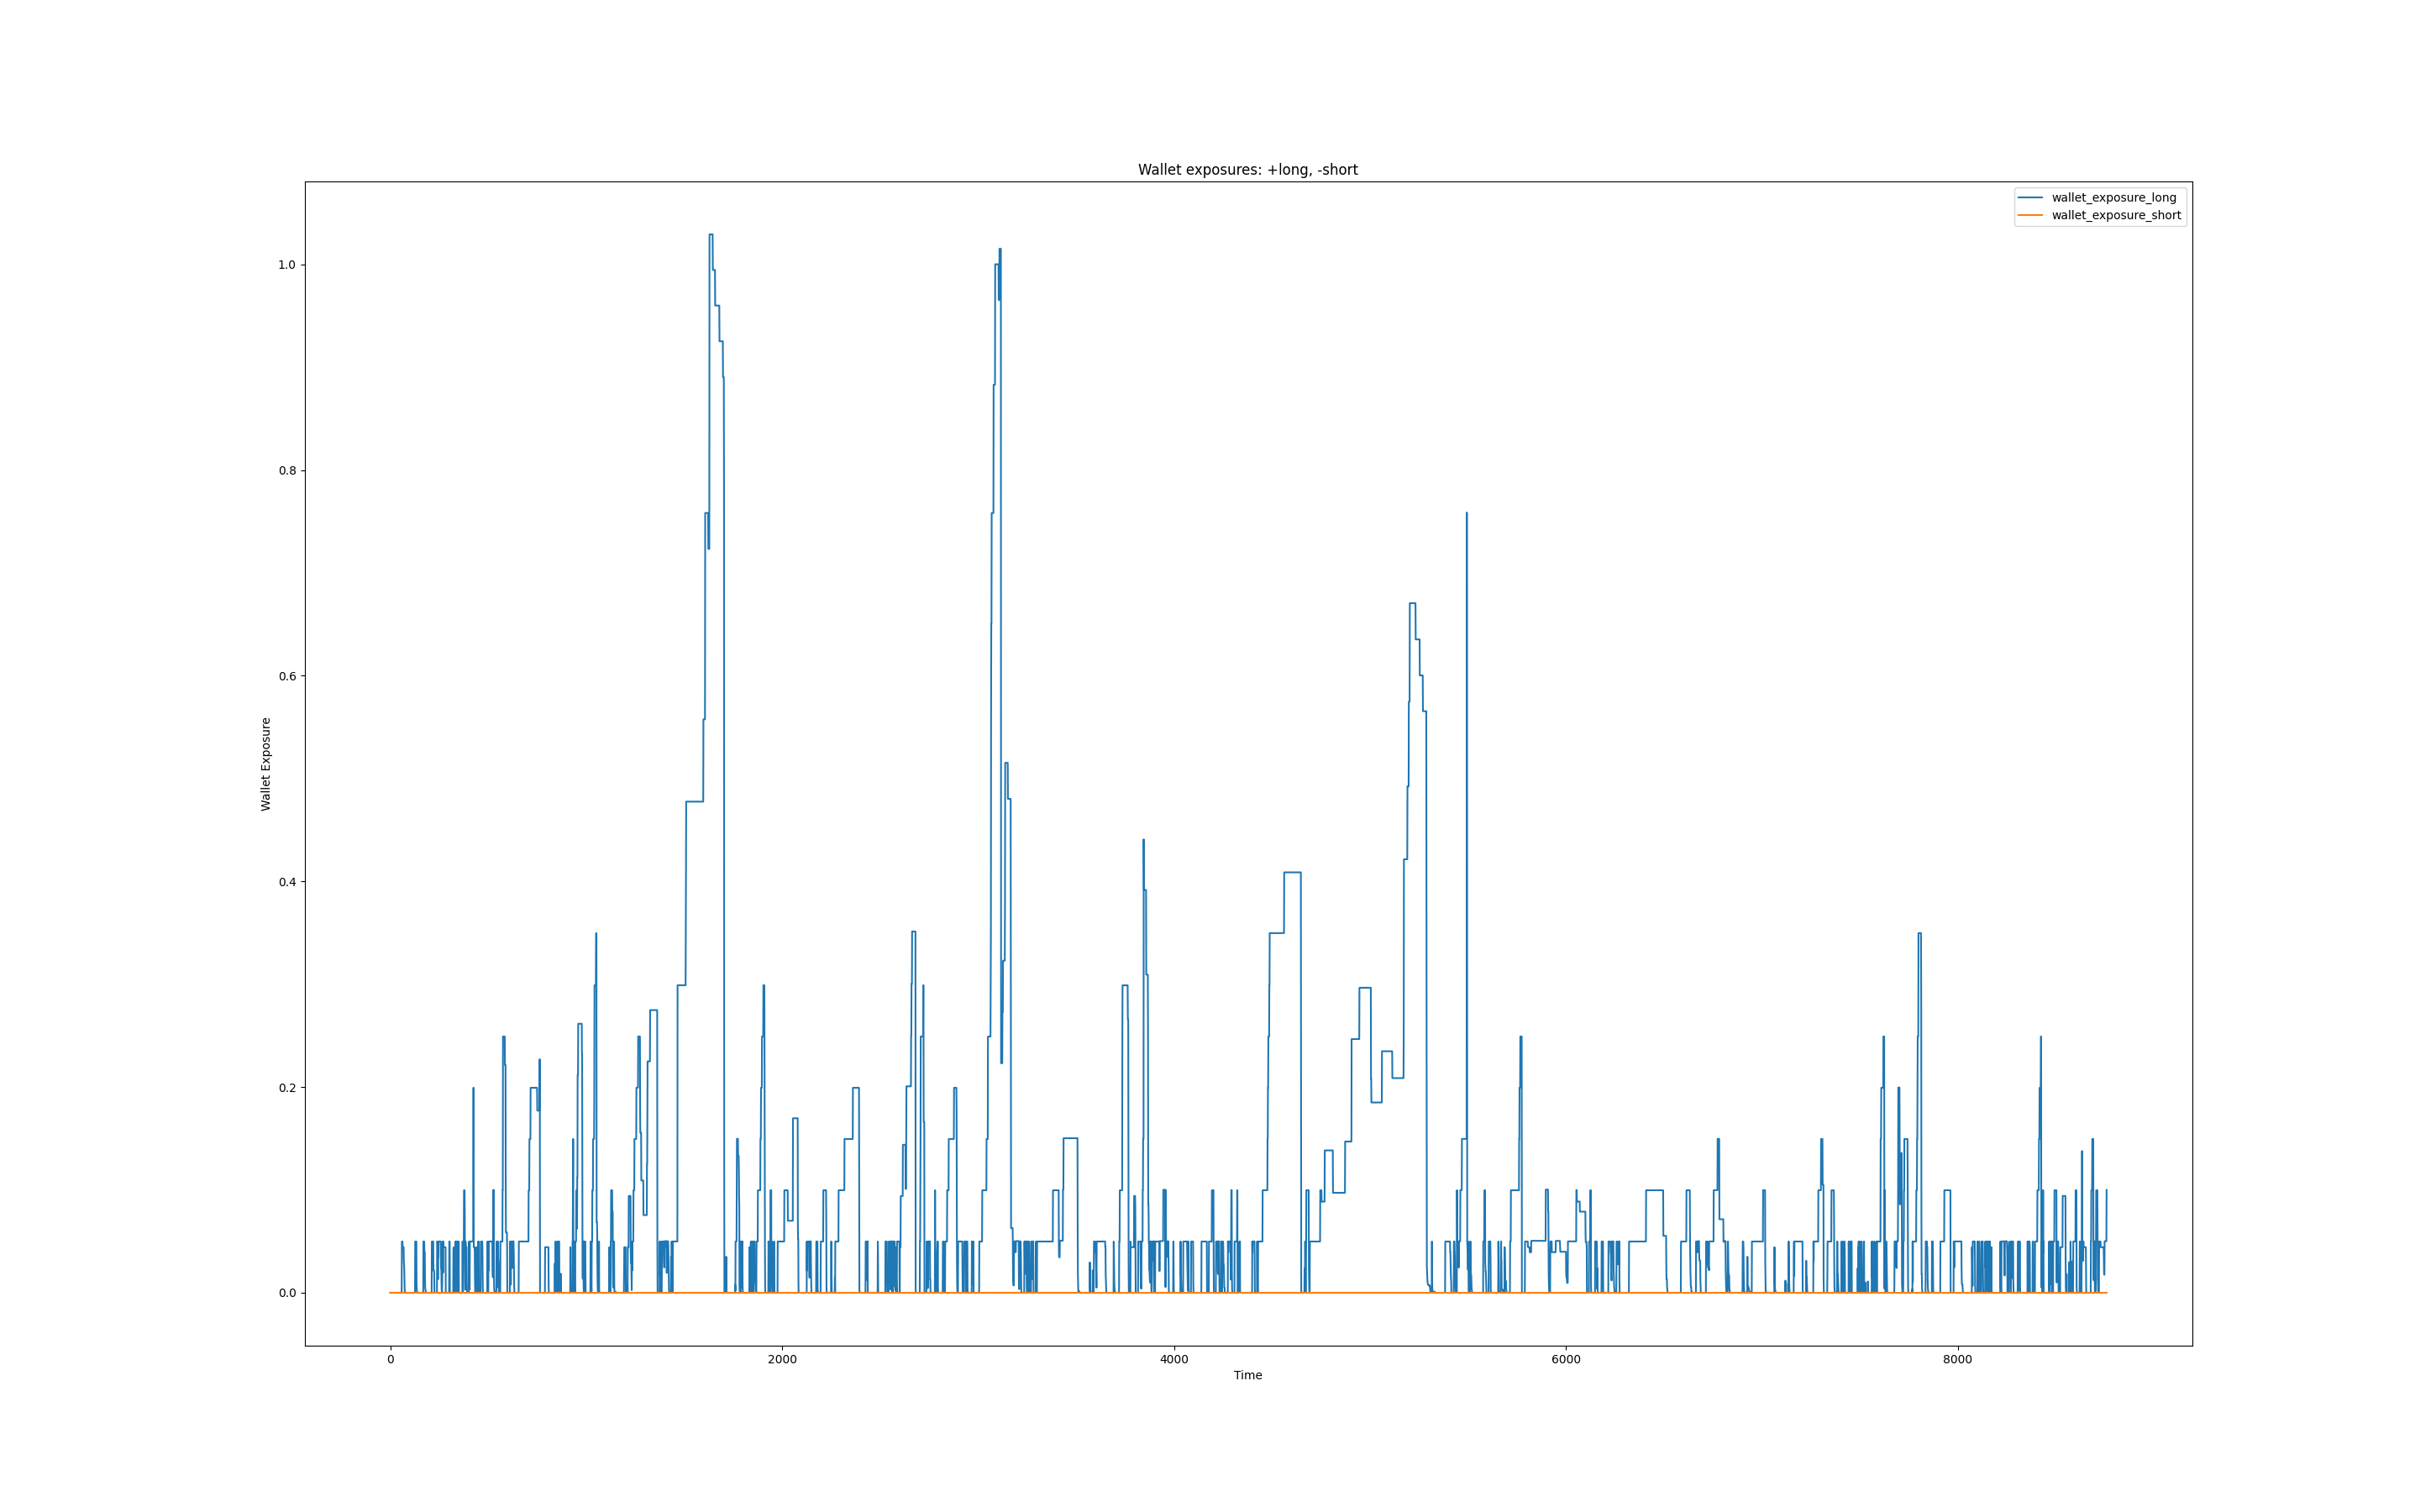 Wallet exposures: +long, -short
wallet_exposure_long
wallet_exposure_short
1.0
0.8
0.6
0.4
0.2
0.0
Wallet Exposure
0 2000 4000 6000 8000
Time